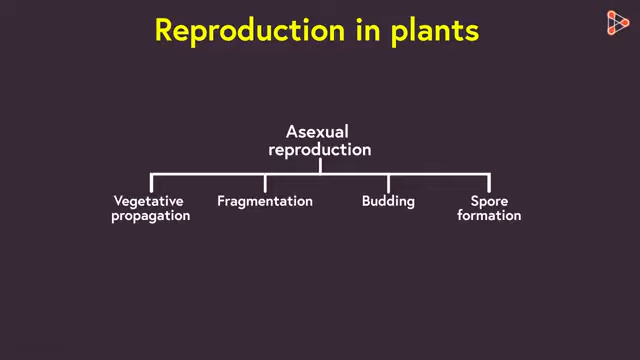 Reproduction in plants
Asexual
reproduction
Vegetative
propagation
Fragmentation
Budding
Spore
formation